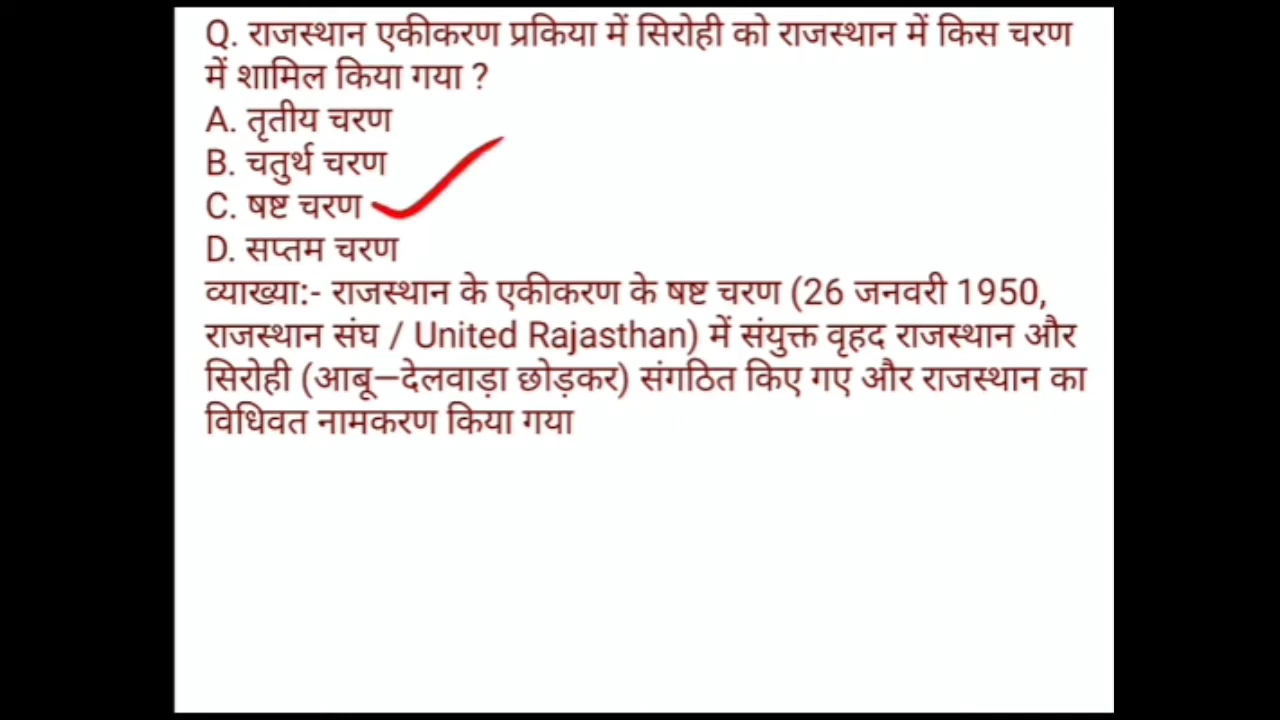 Q. राजस्थान एकीकरण प्रकिया में सिरोही को राजस्थान में किस चरण
में शामिल किया गया ?
A. तृतीय चरण
B. चतुर्थ चरण
C. षष्ट चरण
D. सप्तम चरण
व्याख्या:- राजस्थान के एकीकरण के षष्ट चरण (26 जनवरी 1950,
राजस्थान संघ / United Rajasthan) में संयुक्त वृहद राजस्थान और
सिरोही (आबू–देलवाड़ा छोड़कर) संगठित किए गए और राजस्थान का
विधिवत नामकरण किया गया